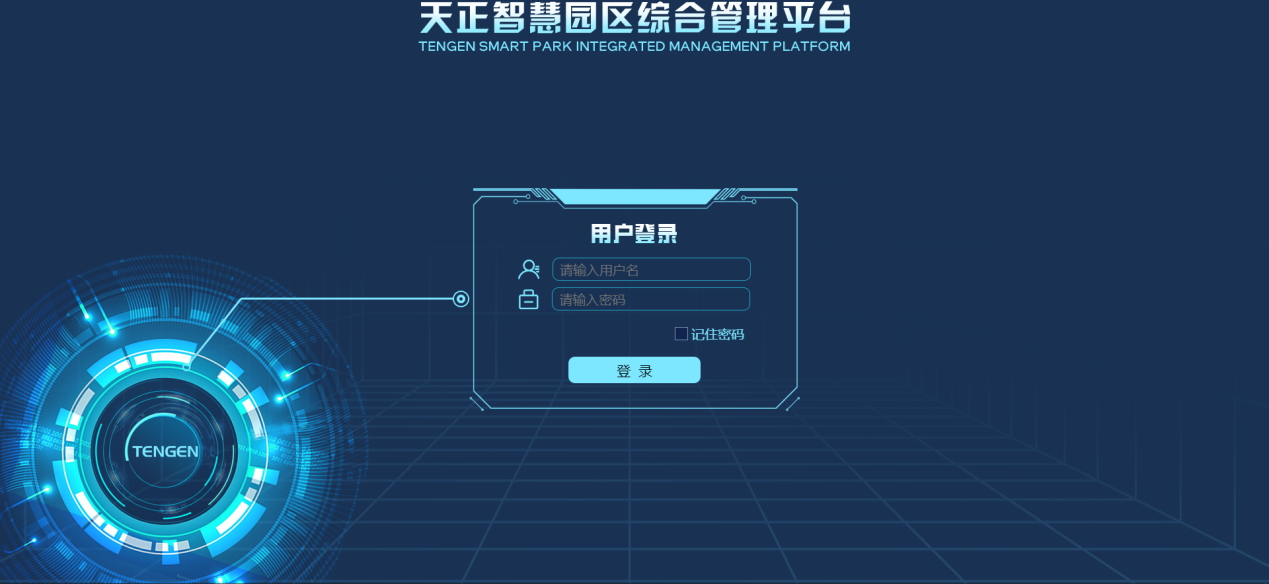 天正智慧园区综合管理平台
TENGEN SMART PARK INTEGRATED MANAGEMENT PLATFORM
用户登录
请输入用户名
请输入密码
记住密码
登 录
TENGEN